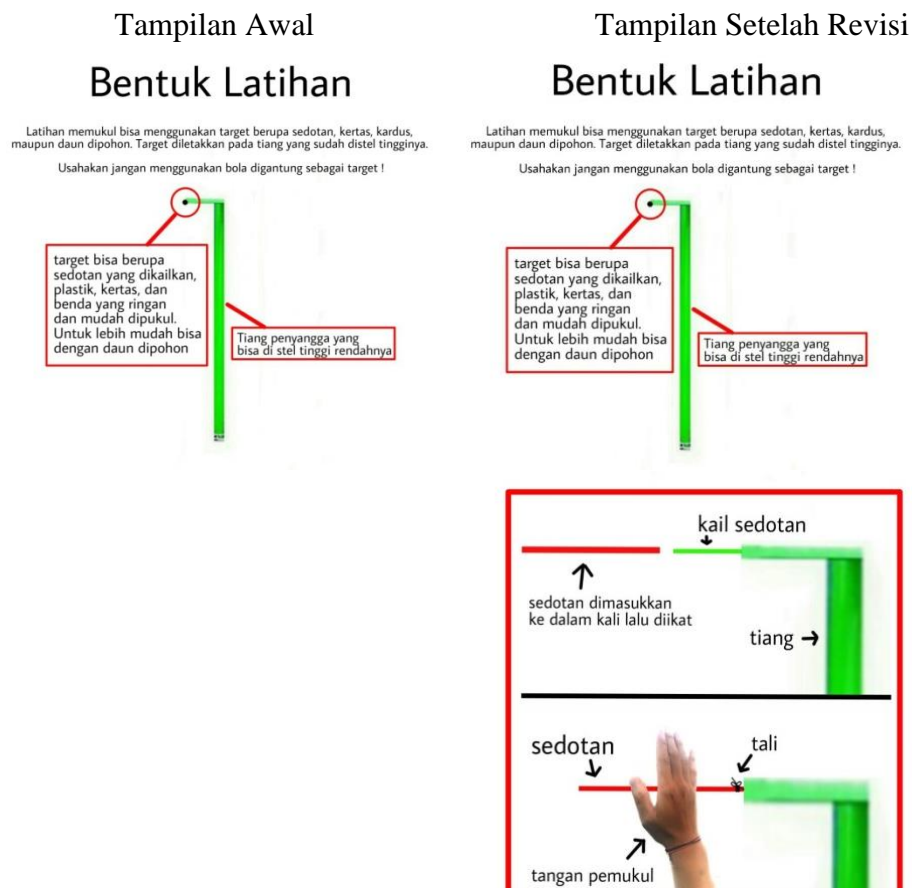 Tampilan Awal
Bentuk Latihan
Latihan memukul bisa menggunakan target berupa sedotan, kertas, kardus,
maupun daun dipohon. Target diletakkan pada tiang yang sudah distel tingginya.
Usahakan jangan menggunakan bola digantung sebagai target !
target bisa berupa
sedotan yang dikailkan,
plastik, kertas, dan
benda yang ringan
dan mudah dipukul.
Untuk lebih mudah bisa
dengan daun dipohon
Tiang penyangga yang
bisa di stel tinggi rendahnya
Tampilan Setelah Revisi
Bentuk Latihan
Latihan memukul bisa menggunakan target berupa sedotan, kertas, kardus,
maupun daun dipohon. Target diletakkan pada tiang yang sudah distel tingginya.
Usahakan jangan menggunakan bola digantung sebagai target !
target bisa berupa
sedotan yang dikailkan,
plastik, kertas, dan
benda yang ringan
dan mudah dipukul.
Untuk lebih mudah bisa
dengan daun dipohon
Tiang penyangga yang
bisa di stel tinggi rendahnya
kail sedotan
sedotan dimasukkan
ke dalam kali lalu diikat
tiang
sedotan
tali
tangan pemukul